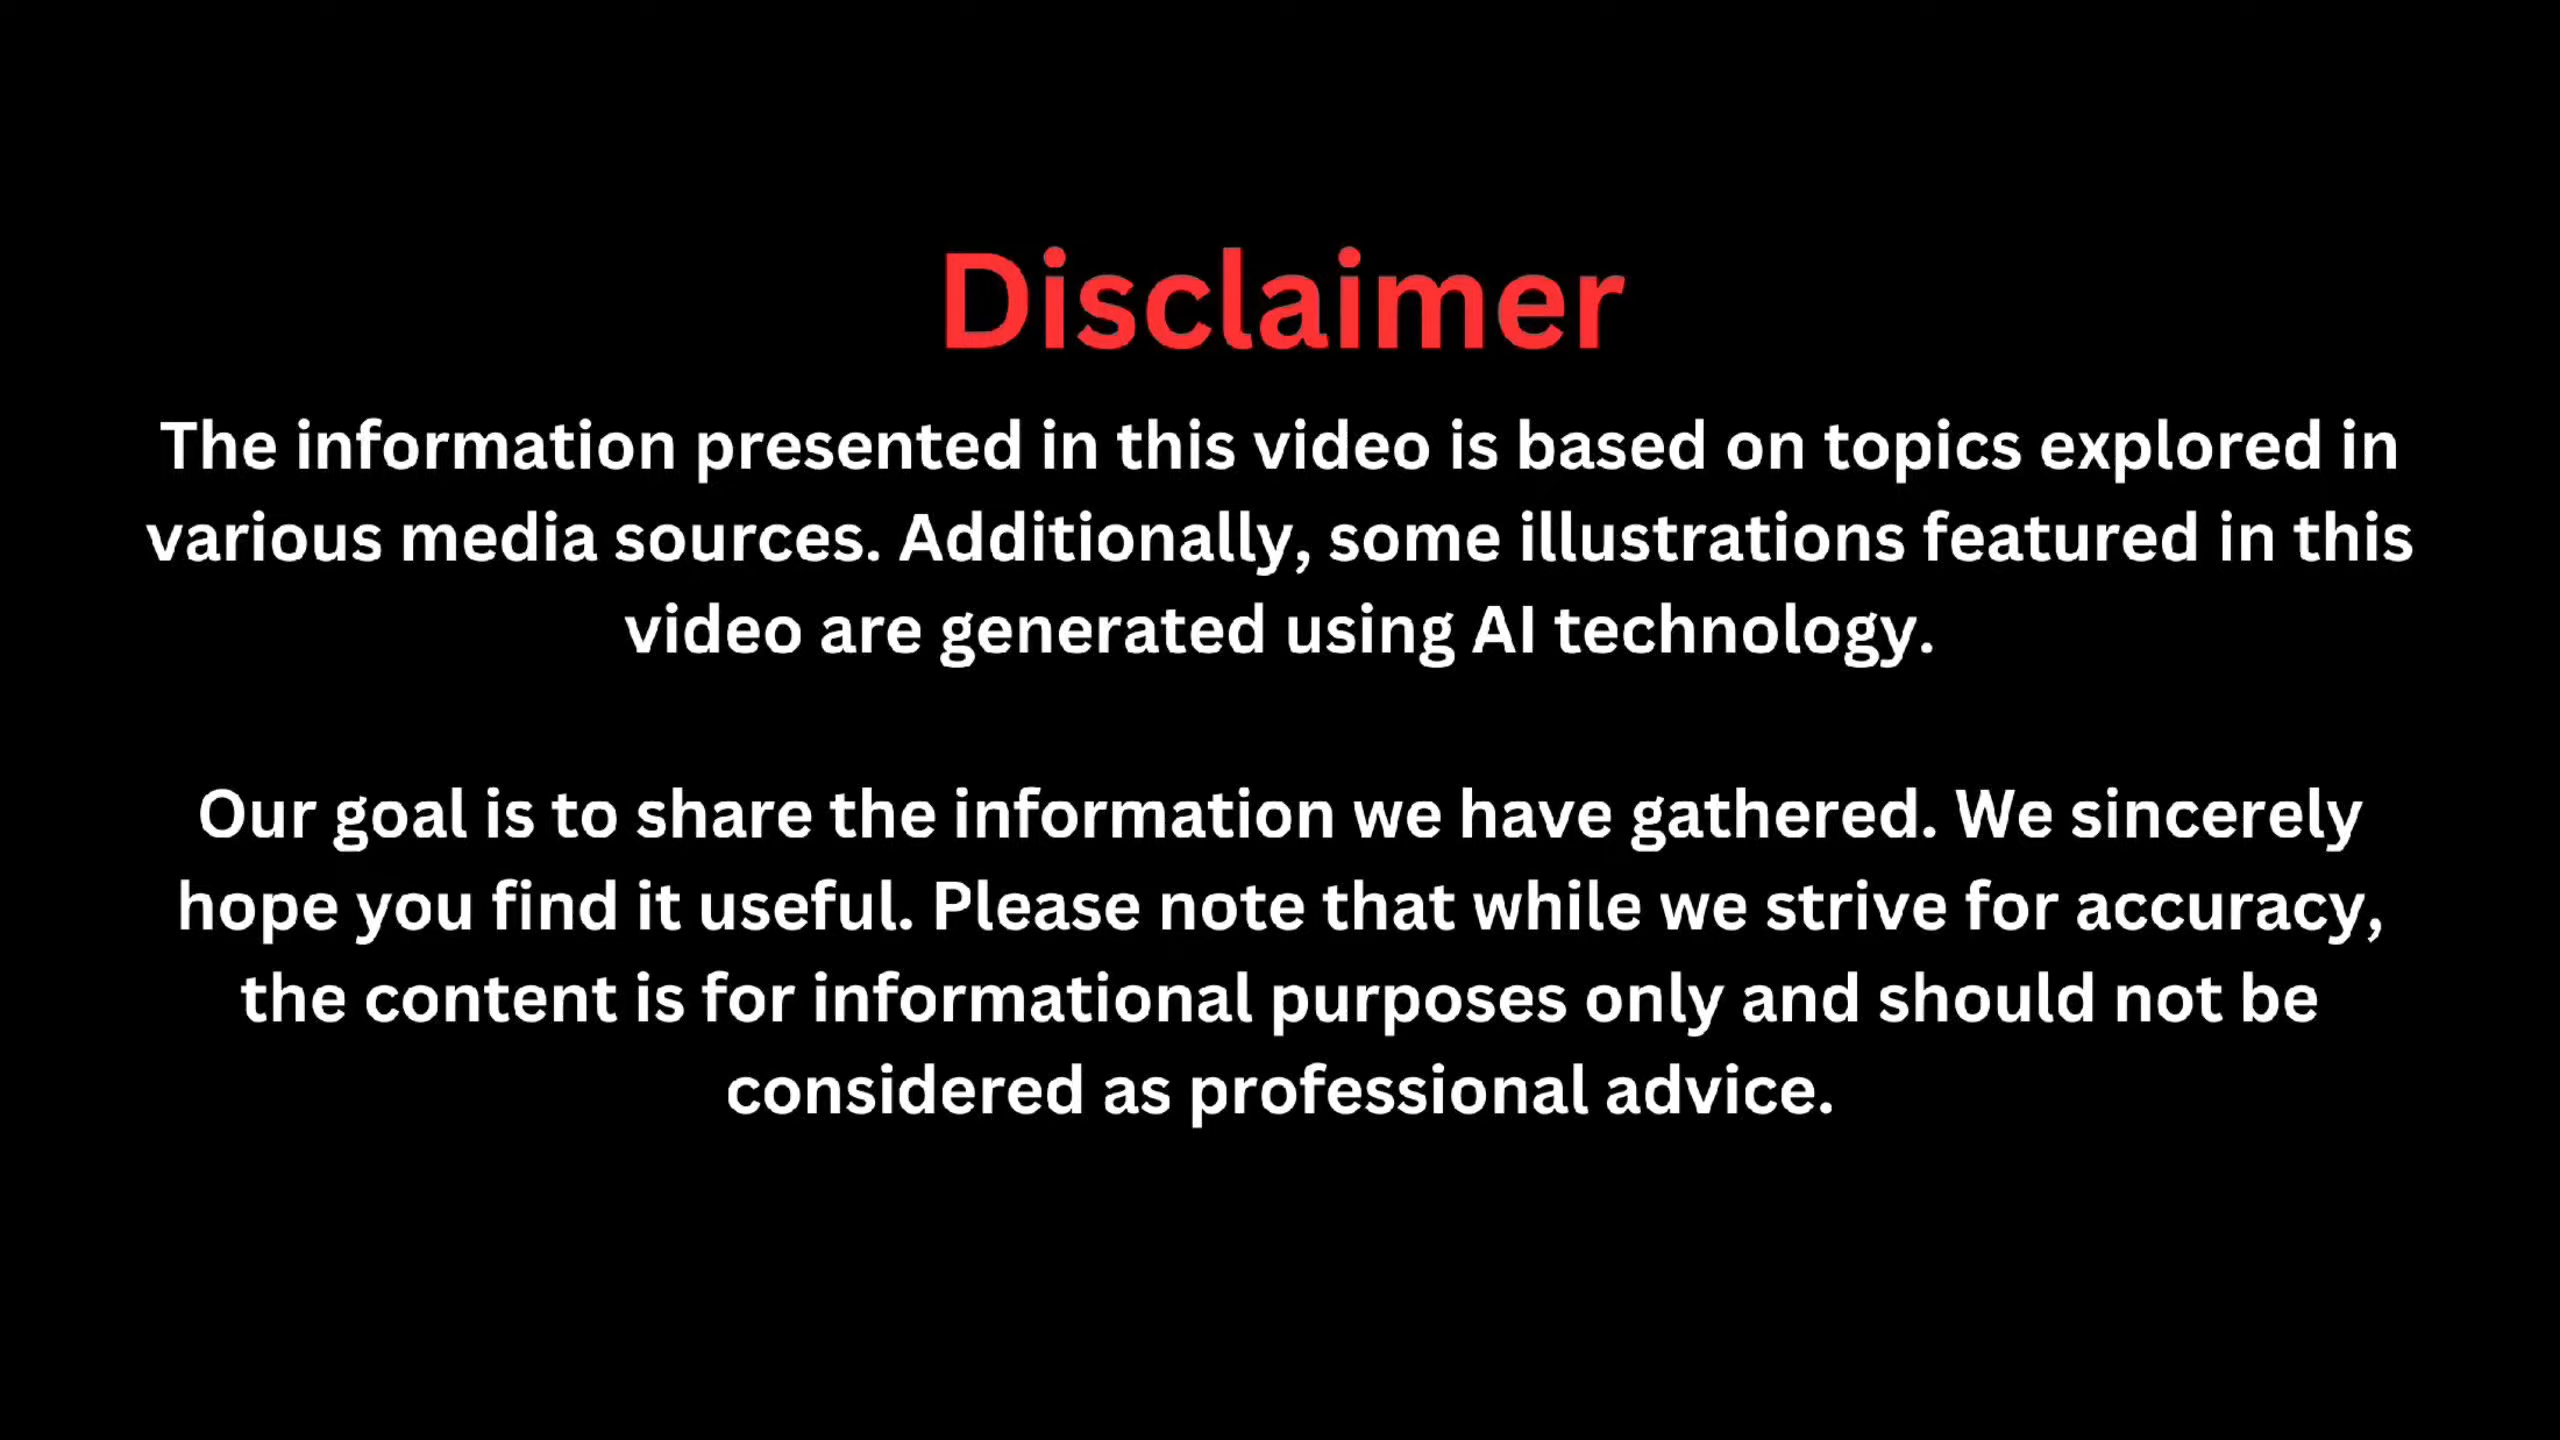 Disclaimer
The information presented in this video is based on topics explored in
various media sources. Additionally, some illustrations featured in this
video are generated using AI technology.
Our goal is to share the information we have gathered. We sincerely
hope you find it useful. Please note that while we strive for accuracy,
the content is for informational purposes only and should not be
considered as professional advice.